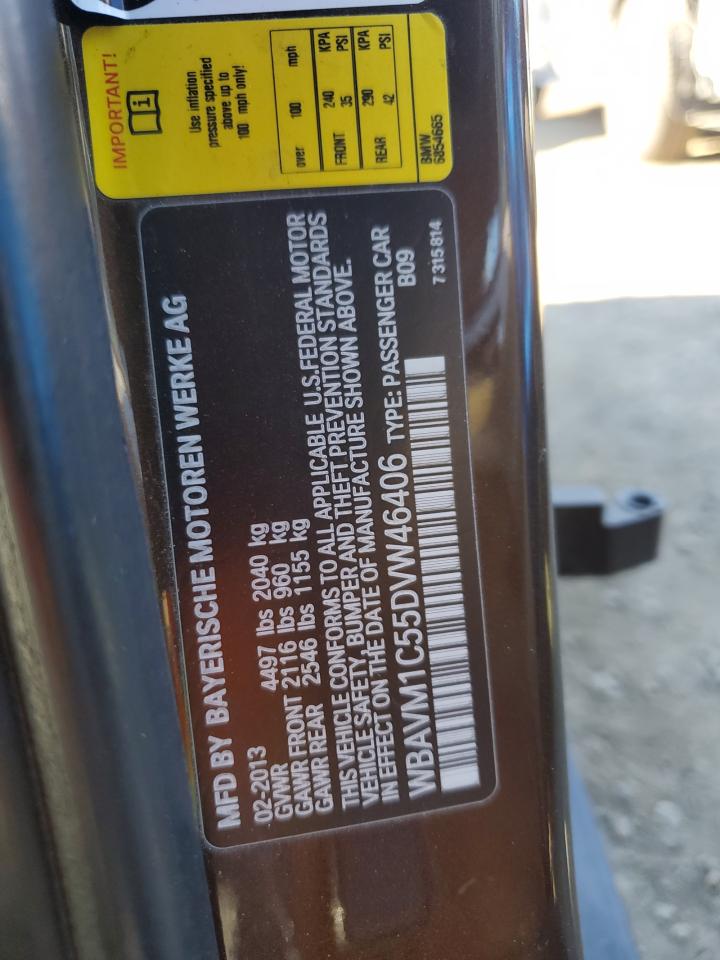 IMPORTANT!
Use inflation
pressure specified
above up to
100 mph only!
over 100 mph
FRONT 240 KPA
35 PSI
REAR 290 KPA
42 PSI
BMW
6854665
MFD BY BAYERISCHE MOTOREN WERKE AG
02-2013
GVWR 4497 lbs 2040 kg
GAWR FRONT 2116 lbs 960 kg
GAWR REAR 2546 lbs 1155 kg
THIS VEHICLE CONFORMS TO ALL APPLICABLE U.S.FEDERAL MOTOR
VEHICLE SAFETY, BUMPER AND THEFT PREVENTION STANDARDS
IN EFFECT ON THE DATE OF MANUFACTURE SHOWN ABOVE.
WBAVM1C55DVW46406 TYPE: PASSENGER CAR
B09
7 315 814